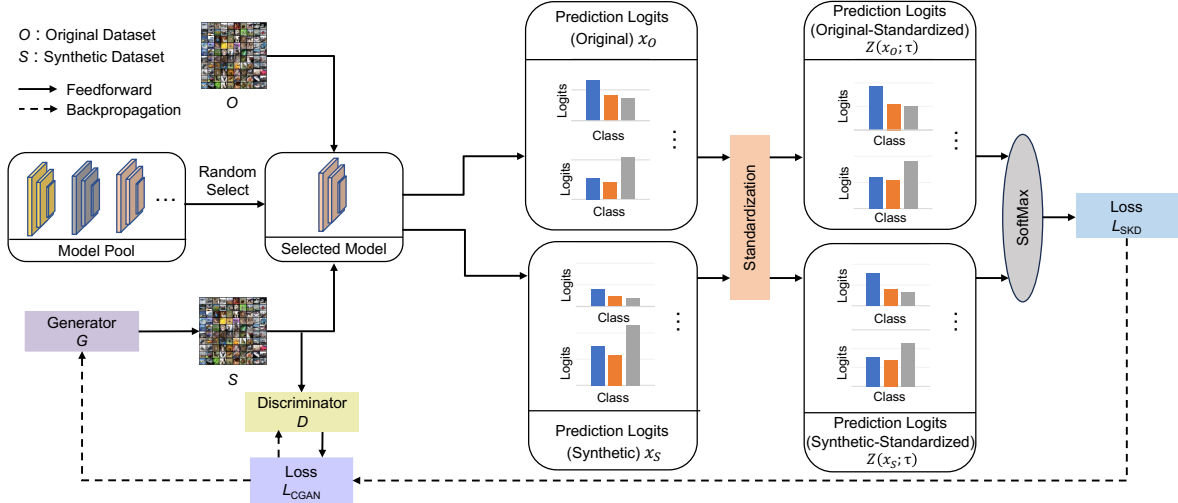 O : Original Dataset
S : Synthetic Dataset
Feedforward
Backpropagation
O
Model Pool
Random
Select
Selected Model
Generator
G
S
Discriminator
D
Loss
L_CGAN
Prediction Logits
(Original) x_O
Logits
Class
Logits
Class
Logits
Class
Logits
Class
Prediction Logits
(Synthetic) x_S
Standardization
Prediction Logits
(Original-Standardized)
Z(x_O; τ)
Logits
Class
Logits
Class
Logits
Class
Logits
Class
Prediction Logits
(Synthetic-Standardized)
Z(x_S; τ)
SoftMax
Loss
L_SKD